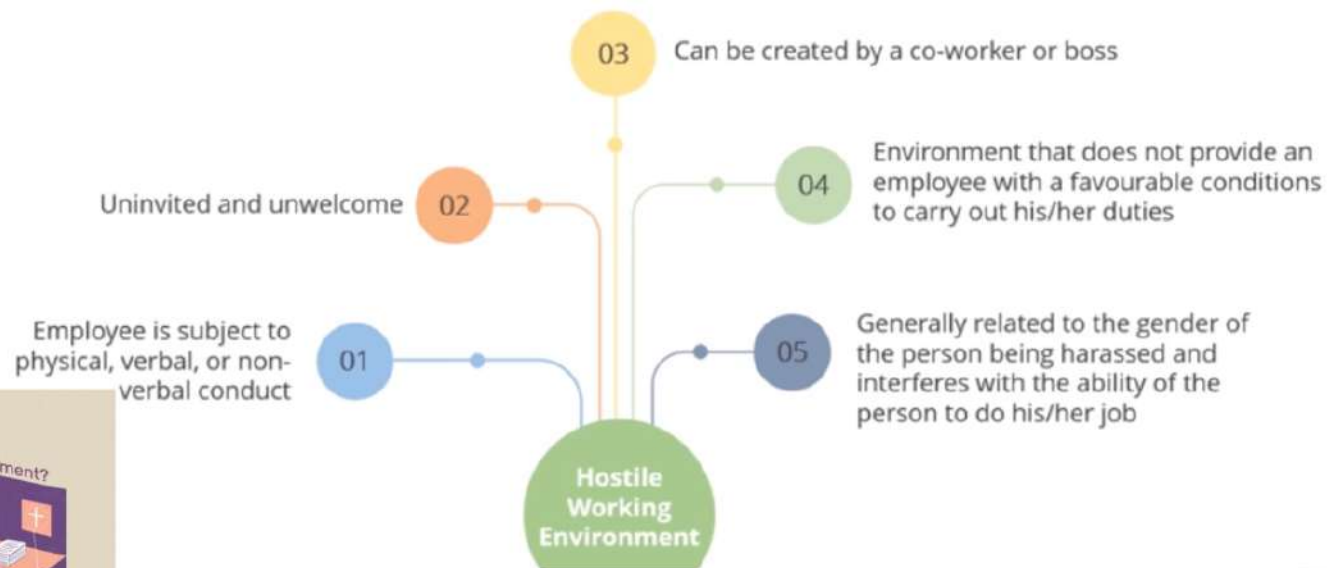 03
Can be created by a co-worker or boss
Uninvited and unwelcome
02
04
Environment that does not provide an
employee with a favourable conditions
to carry out his/her duties
Employee is subject to
physical, verbal, or non-
verbal conduct
01
05
Generally related to the gender of
the person being harassed and
interferes with the ability of the
person to do his/her job
Hostile
Working
Environment